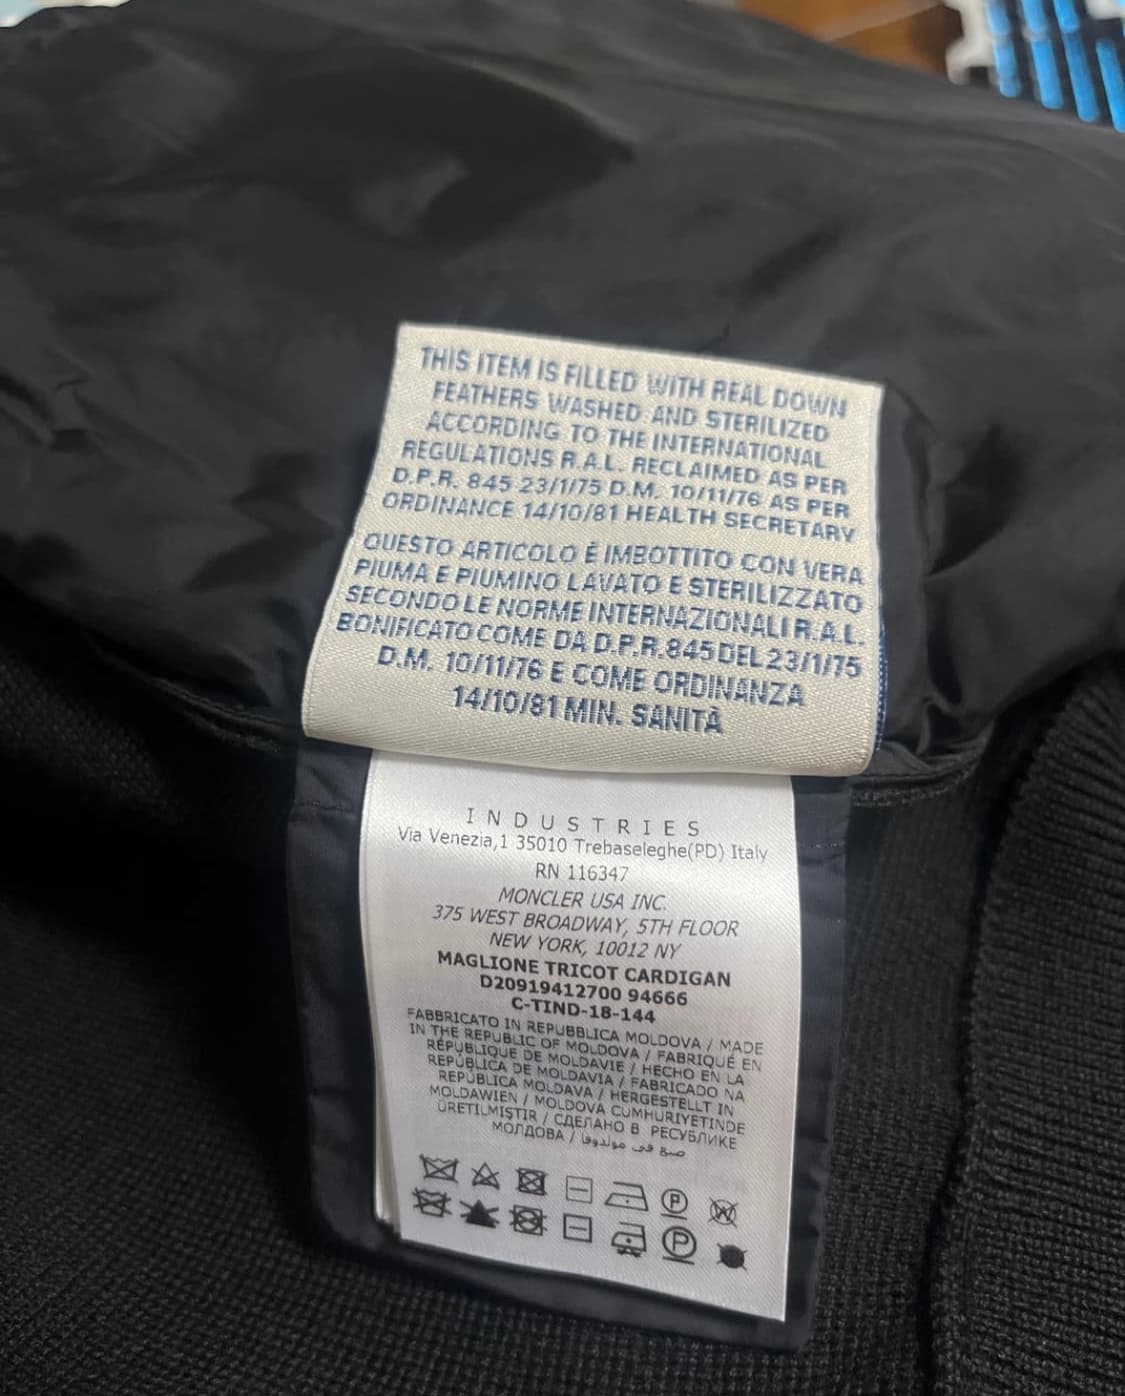 THIS ITEM IS FILLED WITH REAL DOWN
FEATHERS WASHED AND STERILIZED
ACCORDING TO THE INTERNATIONAL
REGULATIONS R.A.L. RECLAIMED AS PER
D.P.R. 845 23/1/75 D.M. 10/11/76 AS PER
ORDINANCE 14/10/81 HEALTH SECRETARY
QUESTO ARTICOLO È IMBOTTITO CON VERA
PIUMA E PIUMINO LAVATO E STERILIZZATO
SECONDO LE NORME INTERNAZIONALI R.A.L.
BONIFICATO COME DA D.P.R.845 DEL 23/1/75
D.M. 10/11/76 E COME ORDINANZA
14/10/81 MIN. SANITÀ
INDUSTRIES
Via Venezia,1 35010 Trebaseleghe(PD) Italy
RN 116347
MONCLER USA INC.
375 WEST BROADWAY, 5TH FLOOR
NEW YORK, 10012 NY
MAGLIONE TRICOT CARDIGAN
D20919412700 94666
C-TIND-18-144
FABBRICATO IN REPUBBLICA MOLDOVA / MADE
IN THE REPUBLIC OF MOLDOVA / FABRIQUÉ EN
RÉPUBLIQUE DE MOLDAVIE / HECHO EN LA
REPÚBLICA DE MOLDAVIA / FABRICADO NA
REPÚBLICA MOLDAVA / HERGESTELLT IN
MOLDAWIEN / MOLDOVA CUMHURIYETINDE
ÜRETILMIŞTIR / СДЕЛАНО В РЕСУБЛИКЕ
МОЛДОВА / صنع في مولدوفا
P
W
P